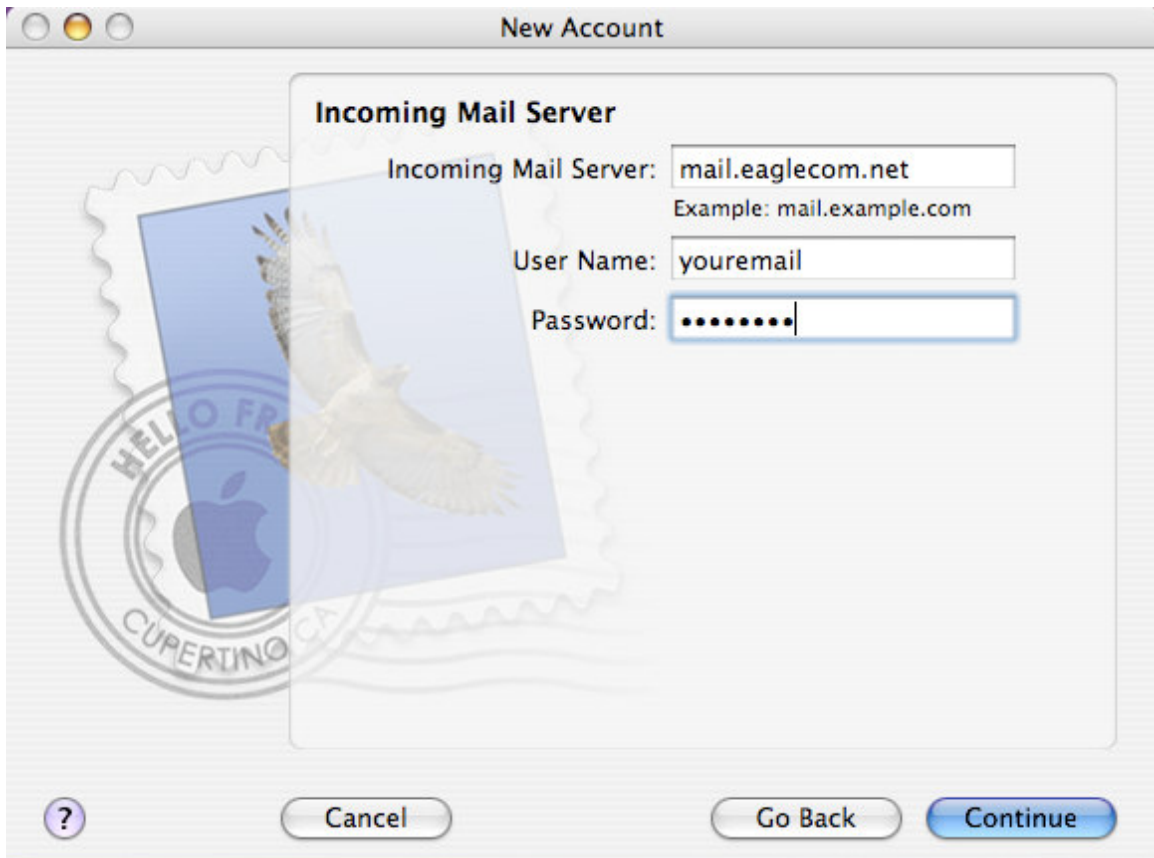 New Account
Incoming Mail Server
Incoming Mail Server: mail.eaglecom.net
Example: mail.example.com
User Name: youremail
Password: ••••••••
HELLO FR
CUPERTINO CA
? Cancel Go Back Continue